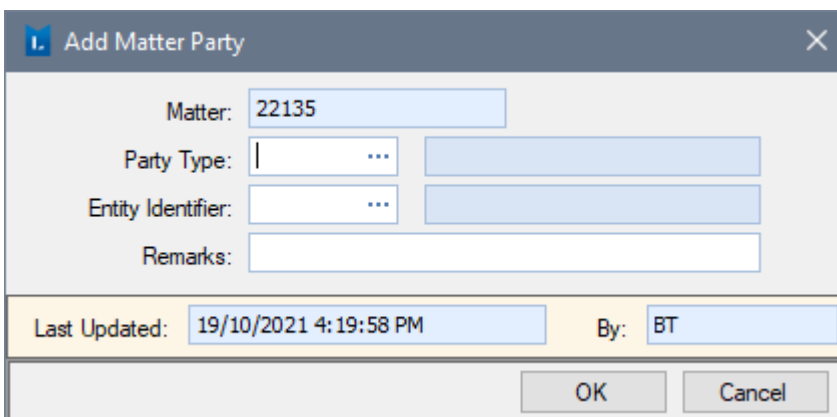 L. Add Matter Party
Matter: 22135
Party Type: ...
Entity Identifier: ...
Remarks:
Last Updated: 19/10/2021 4:19:58 PM By: BT
OK Cancel